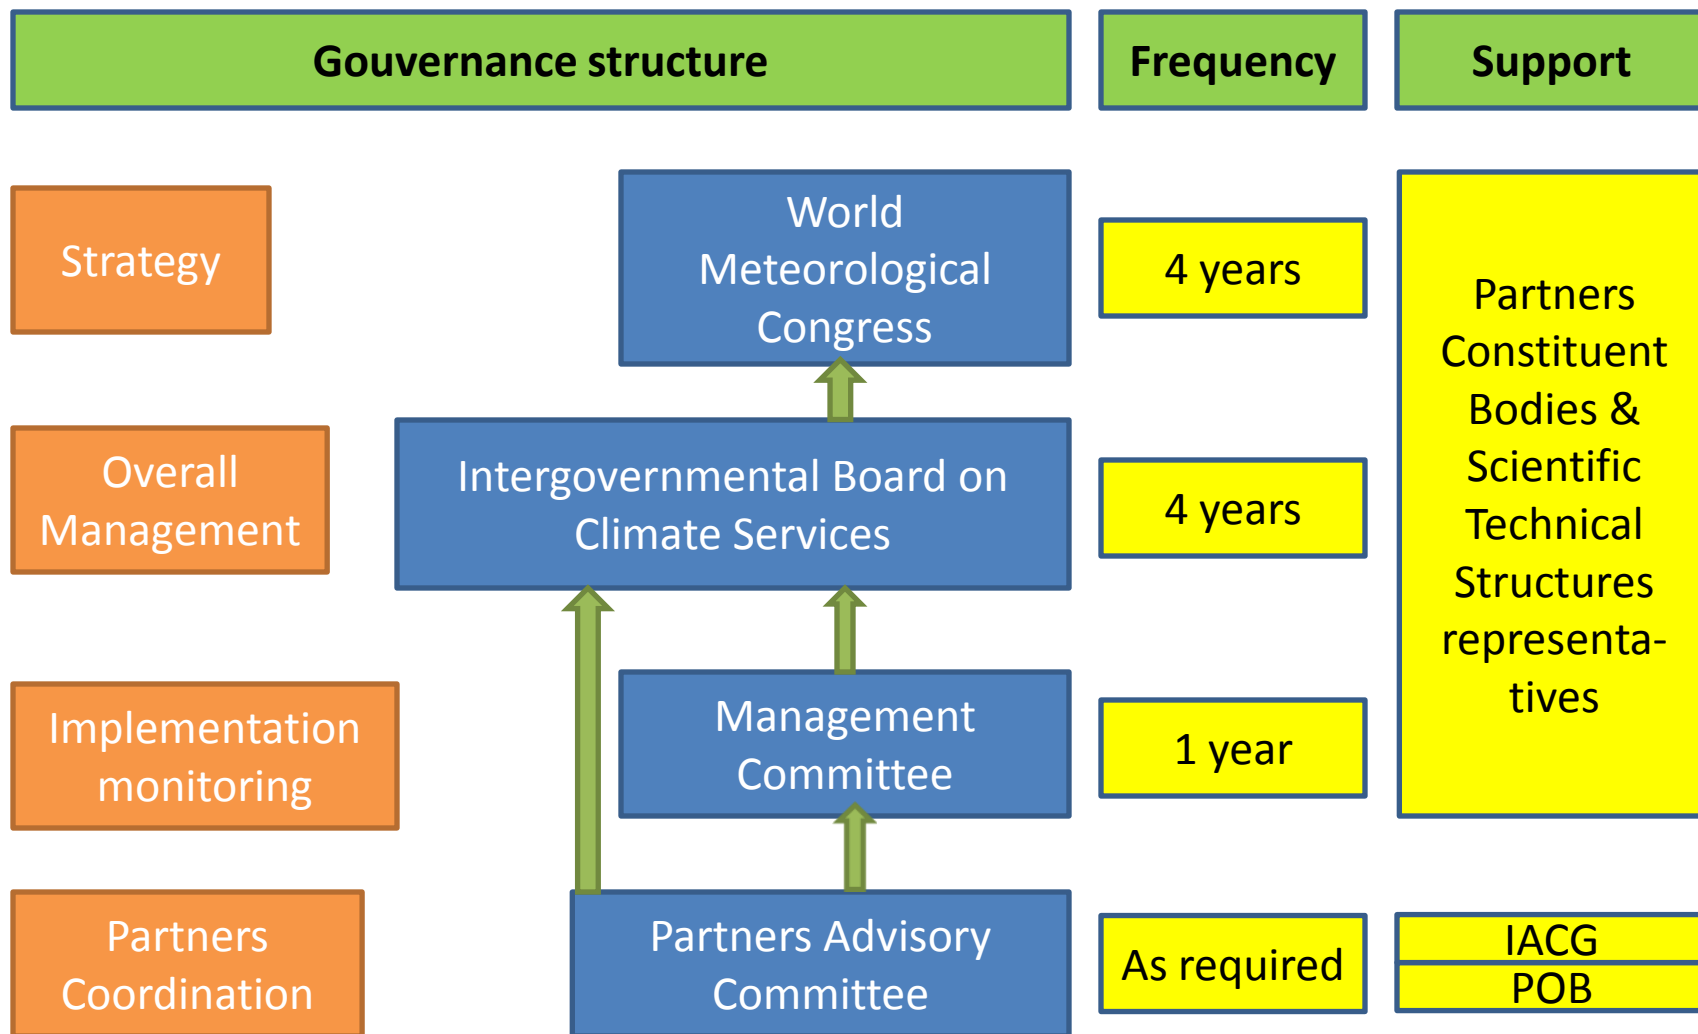 Gouvernance structure
Frequency
Support
Strategy
World
Meteorological
Congress
4 years
Partners
Constituent
Bodies &
Scientific
Technical
Structures
representa-
tives
Overall
Management
Intergovernmental Board on
Climate Services
4 years
Implementation
monitoring
Management
Committee
1 year
Partners
Coordination
Partners Advisory
Committee
As required
IACG
POB